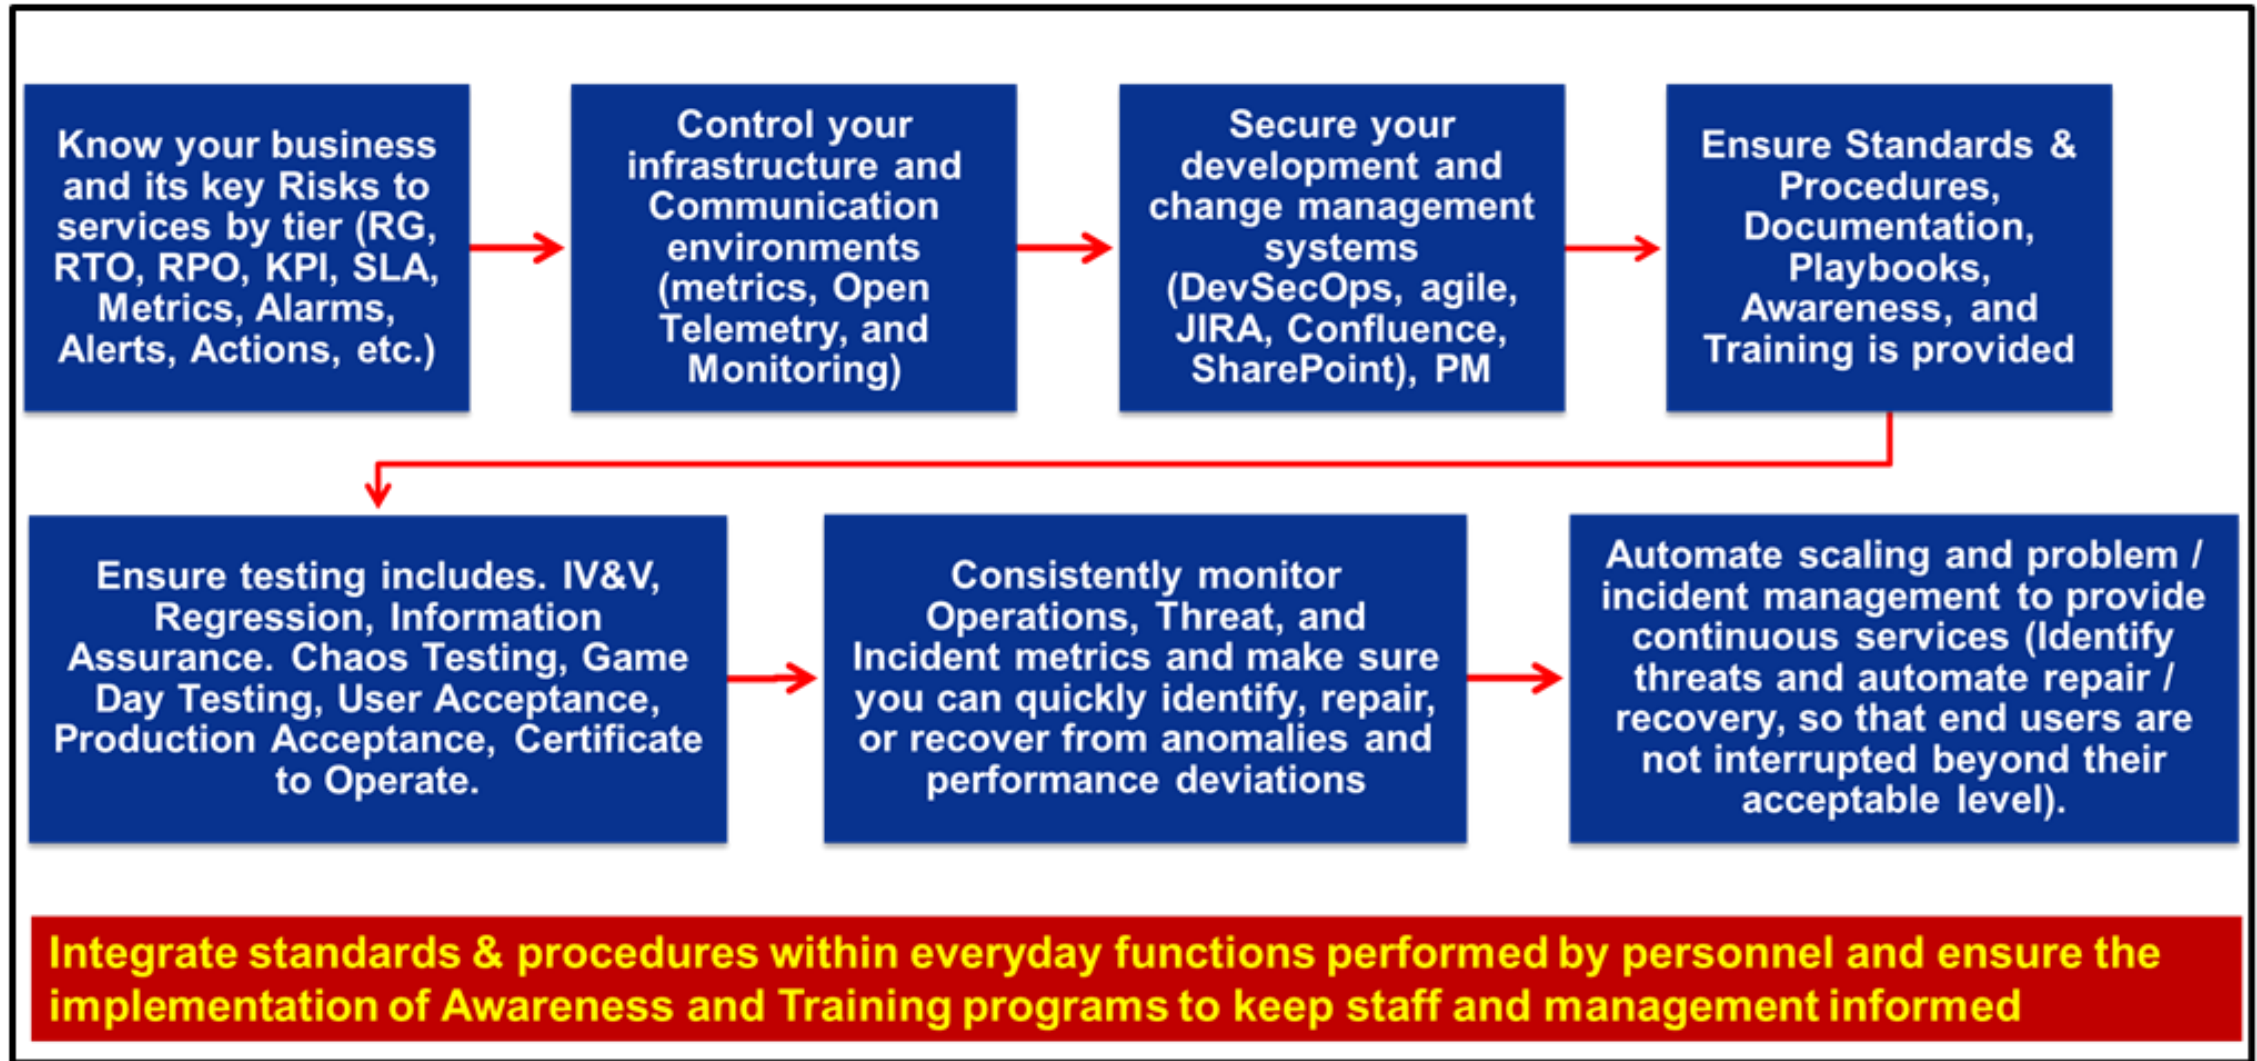 Know your business
and its key Risks to
services by tier (RG,
RTO, RPO, KPI, SLA,
Metrics, Alarms,
Alerts, Actions, etc.)
Control your
infrastructure and
Communication
environments
(metrics, Open
Telemetry, and
Monitoring)
Secure your
development and
change management
systems
(DevSecOps, agile,
JIRA, Confluence,
SharePoint), PM
Ensure Standards &
Procedures,
Documentation,
Playbooks,
Awareness, and
Training is provided
Ensure testing includes. IV&V,
Regression, Information
Assurance. Chaos Testing, Game
Day Testing, User Acceptance,
Production Acceptance, Certificate
to Operate.
Consistently monitor
Operations, Threat, and
Incident metrics and make sure
you can quickly identify, repair,
or recover from anomalies and
performance deviations
Automate scaling and problem /
incident management to provide
continuous services (Identify
threats and automate repair /
recovery, so that end users are
not interrupted beyond their
acceptable level).
Integrate standards & procedures within everyday functions performed by personnel and ensure the
implementation of Awareness and Training programs to keep staff and management informed